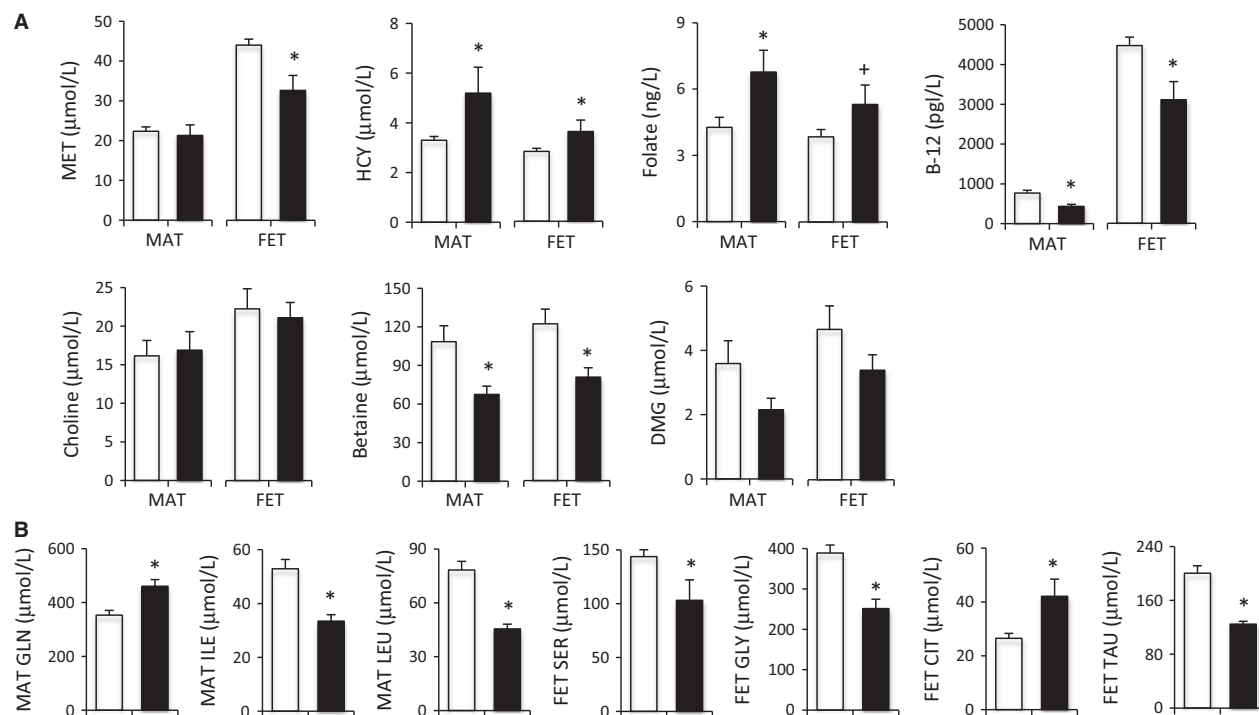 A
MET (μmol/L)
50
40
30
20
10
0
*
MAT
FET
HCY (μmol/L)
8
6
4
2
0
*
*
MAT
FET
Folate (ng/L)
9
6
3
0
*
+
MAT
FET
B-12 (pgl/L)
5000
4000
3000
2000
1000
0
*
*
MAT
FET
Choline (μmol/L)
25
20
15
10
5
0
MAT
FET
Betaine (μmol/L)
150
120
90
60
30
0
*
*
MAT
FET
DMG (μmol/L)
6
4
2
0
MAT
FET
B
MAT GLN (μmol/L)
600
400
200
0
*
MAT ILE (μmol/L)
60
40
20
0
*
MAT LEU (μmol/L)
90
60
30
0
*
FET SER (μmol/L)
150
100
50
0
*
FET GLY (μmol/L)
400
300
200
100
0
*
FET CIT (μmol/L)
60
40
20
0
*
FET TAU (μmol/L)
240
160
80
0
*